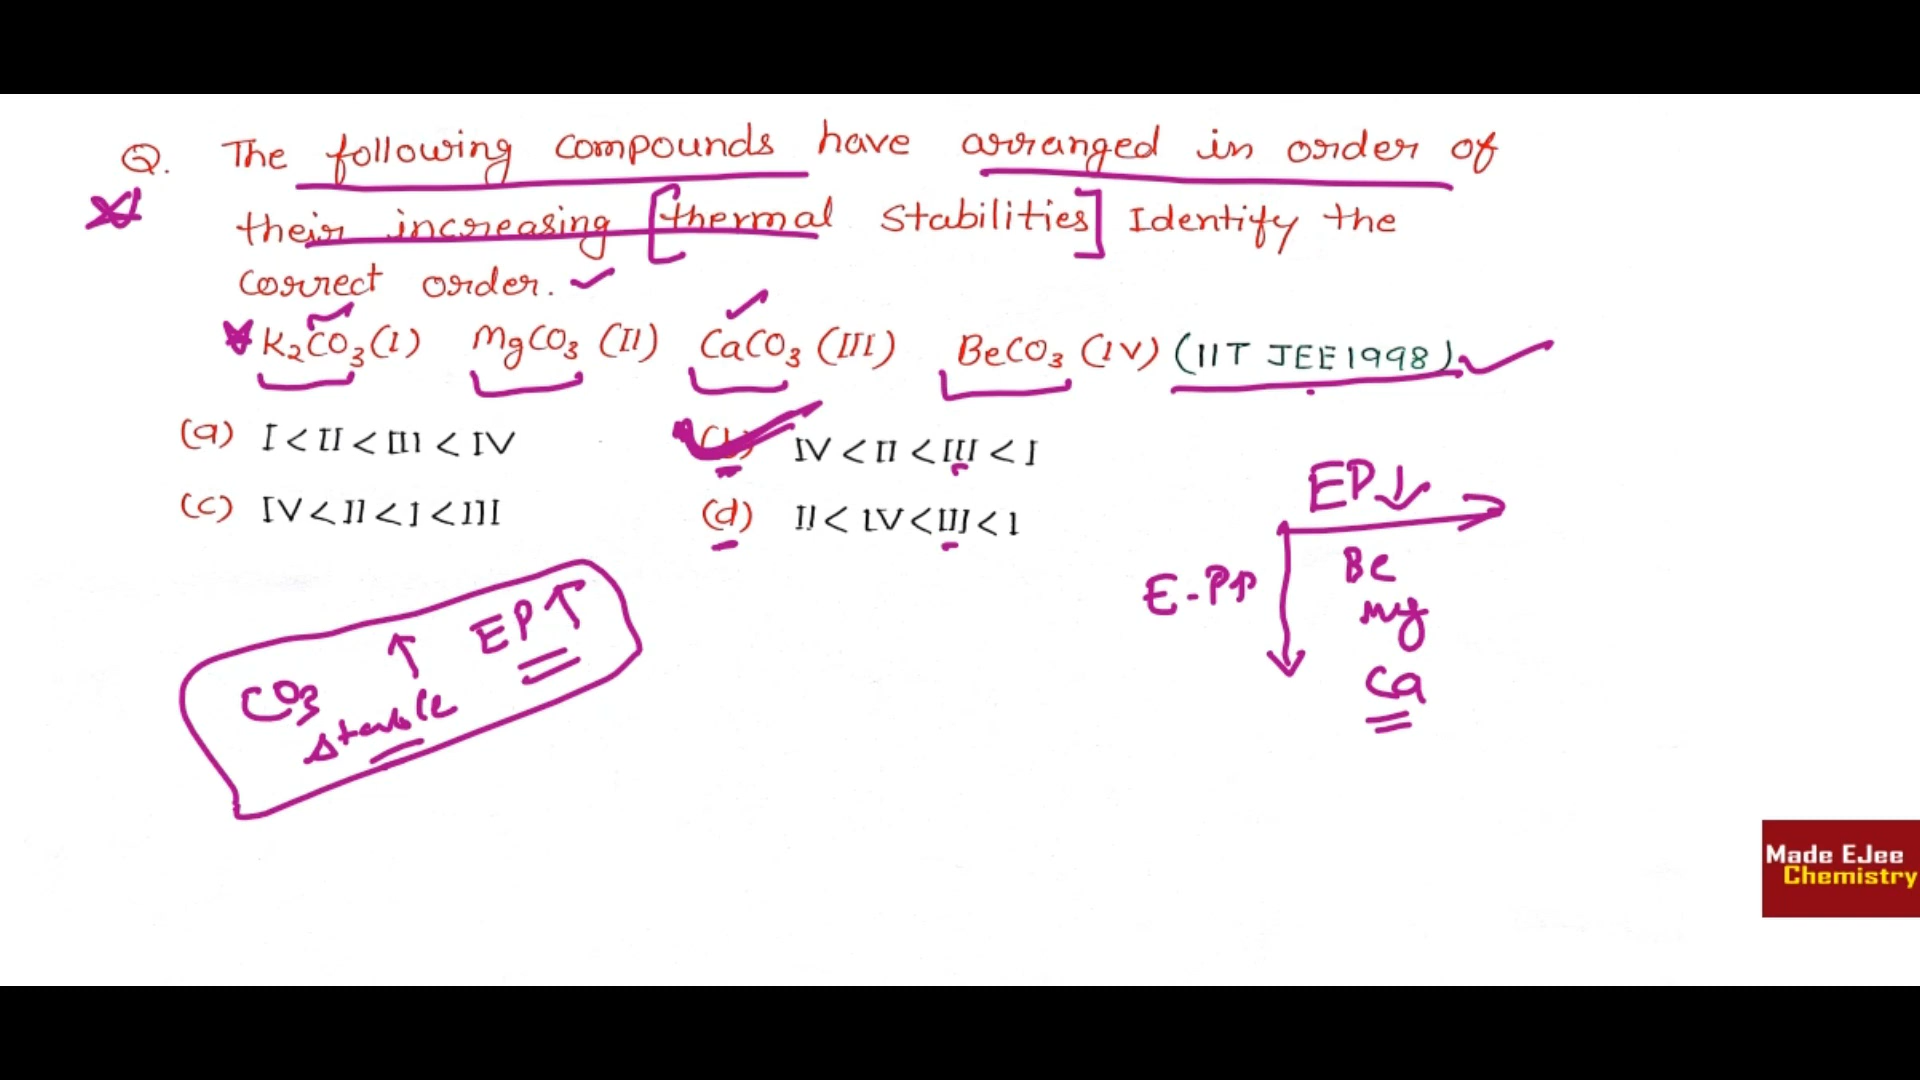 Q. The following compounds have arranged in order of
their increasing [thermal stabilities] Identify the
correct order.
K₂CO₃(I) MgCO₃ (II) CaCO₃ (III) BeCO₃ (IV) (IIT JEE1998)
(a) I < II < III < IV (b) IV < II < III < I
(c) IV < II < I < III (d) II < IV < III < I
EP↓
E-P↑
Be
Mg
Ca
CO₃ stable ↑ EP↑
Made EJee
Chemistry